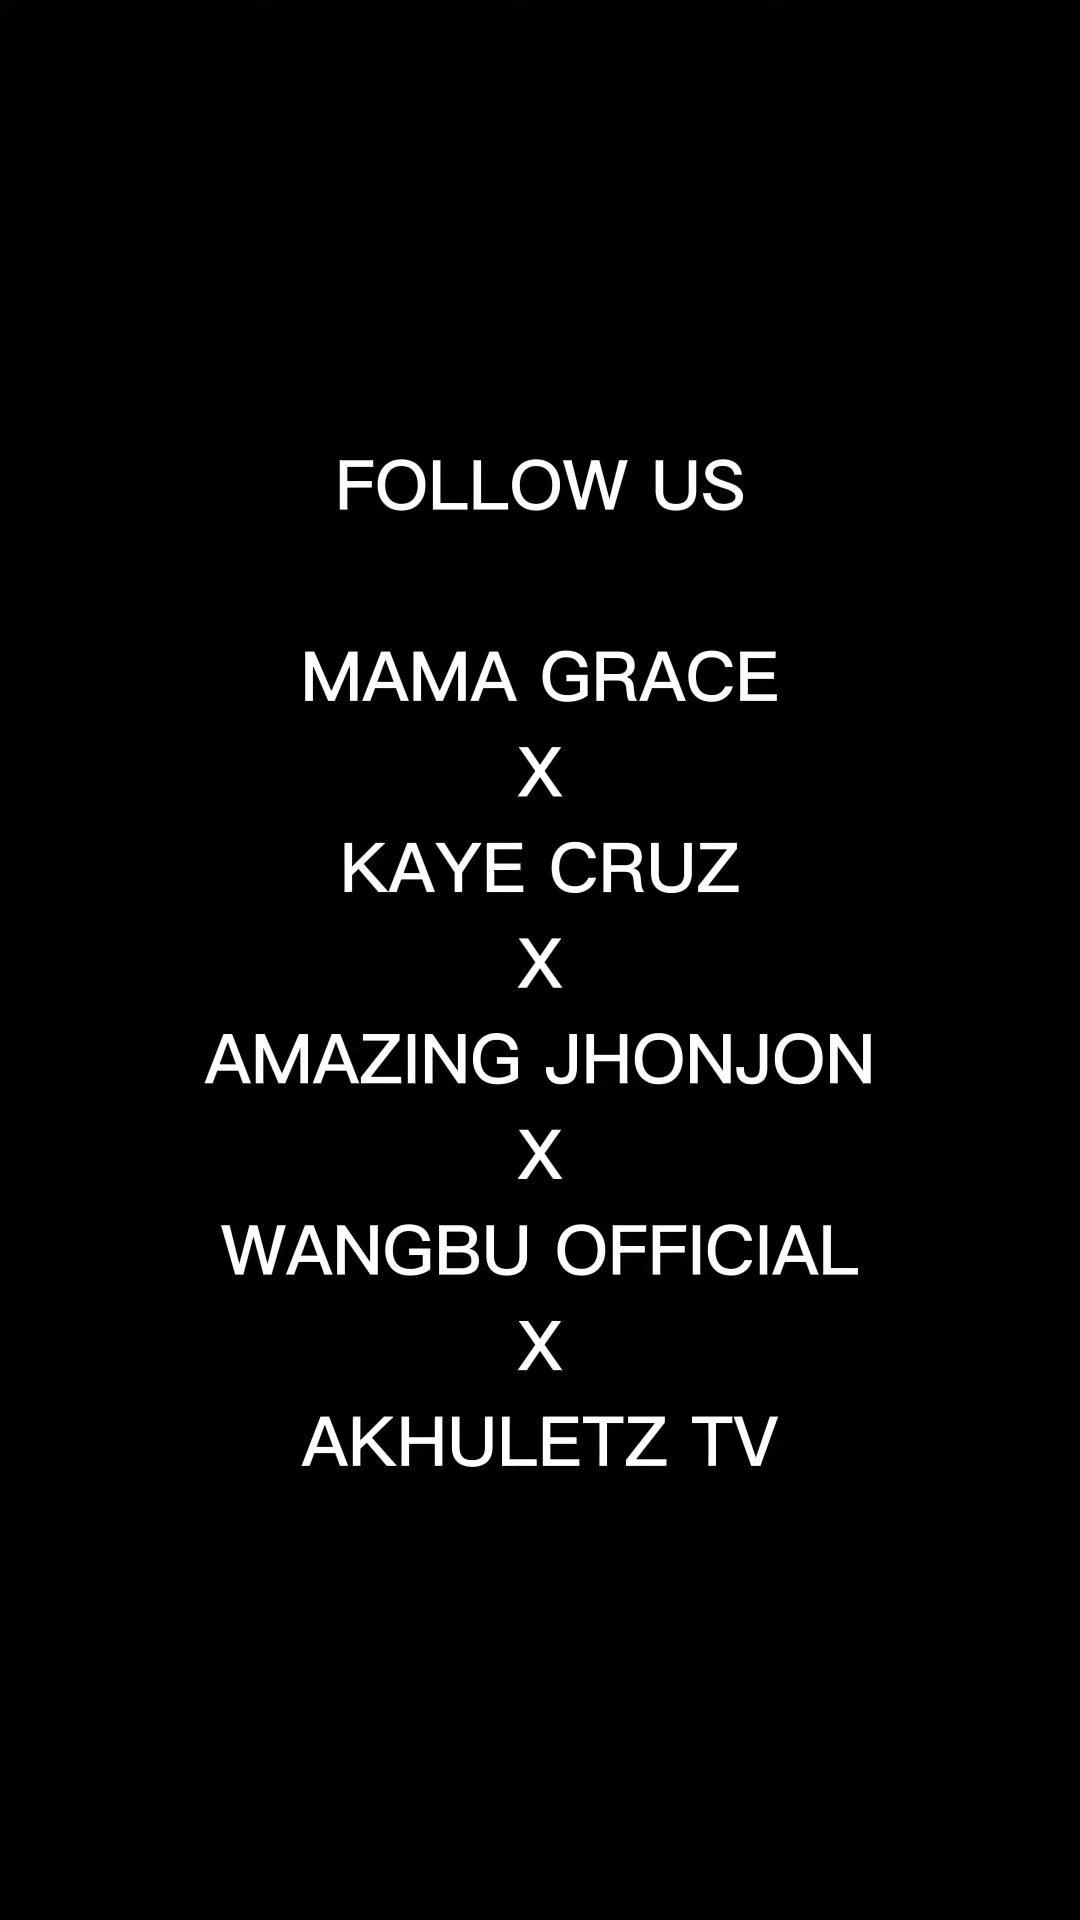 FOLLOW US
MAMA GRACE
X
KAYE CRUZ
X
AMAZING JHONJON
X
WANGBU OFFICIAL
X
AKHULETZ TV